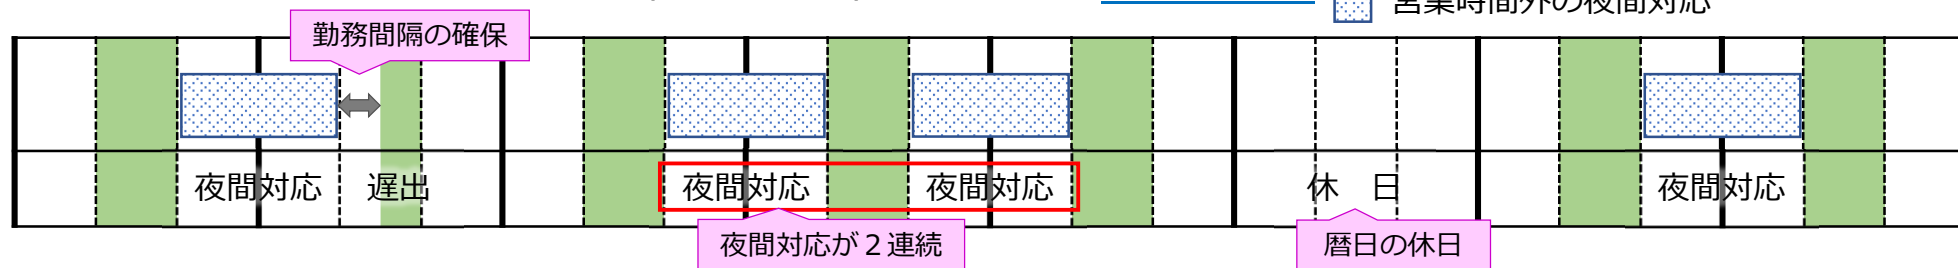 営業時間外の夜間対応
勤務間隔の確保
夜間対応 遅出 夜間対応 夜間対応 休 日 夜間対応
夜間対応が２連続 暦日の休日